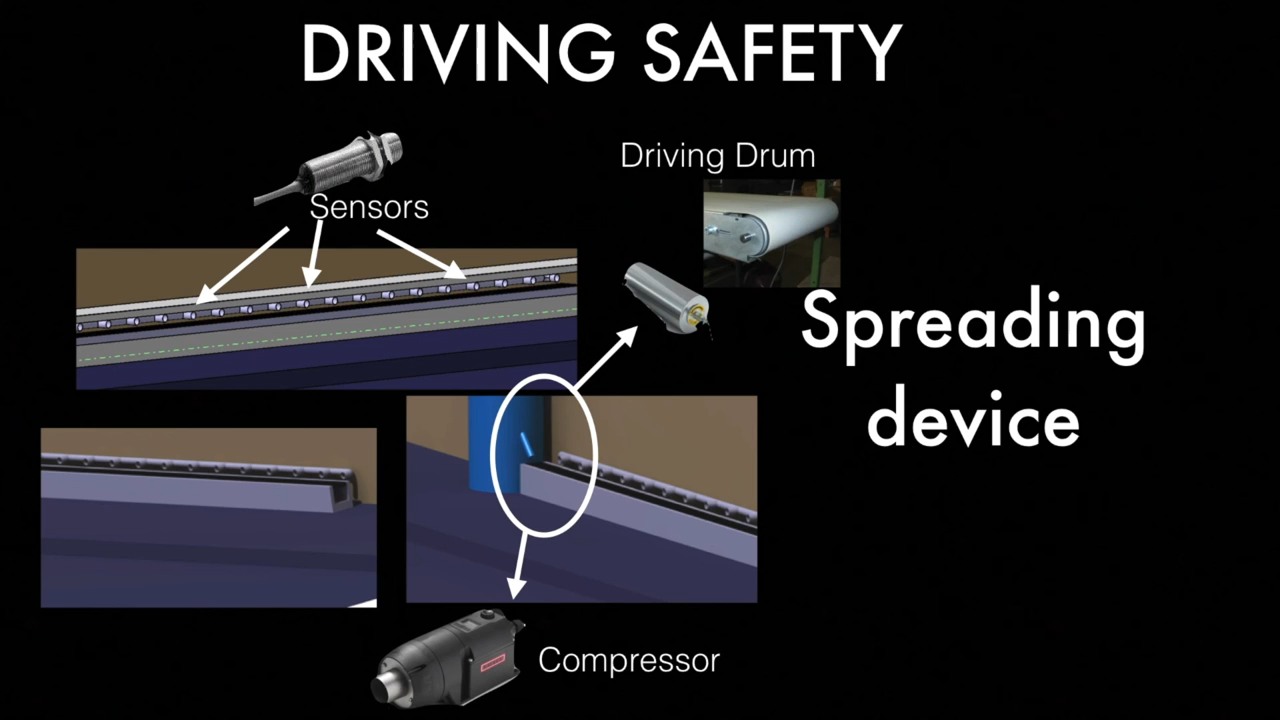 DRIVING SAFETY
Driving Drum
Sensors
Spreading
device
Compressor